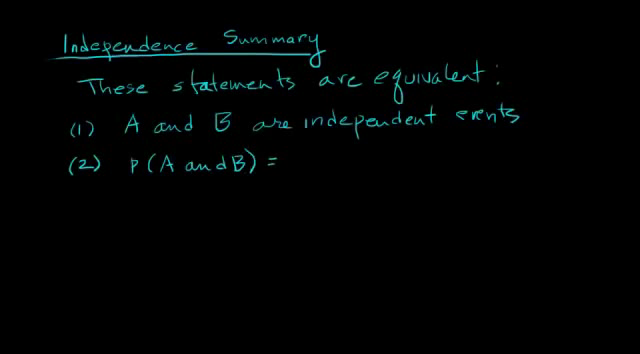 Independence Summary
These statements are equivalent:
(1) A and B are independent events
(2) P(A and B) =